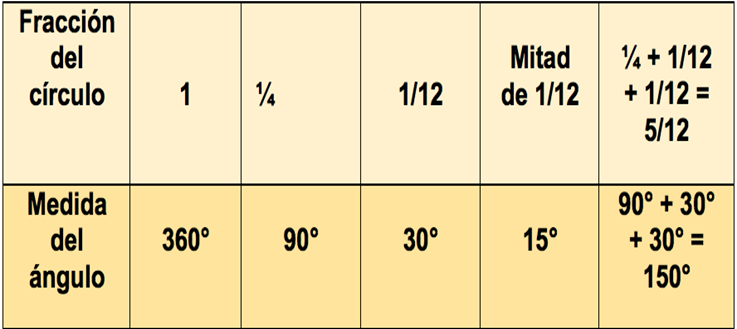 Fracción
del
círculo
1
¼
1/12
Mitad
de 1/12
¼ + 1/12
+ 1/12 =
5/12
Medida
del
ángulo
360°
90°
30°
15°
90° + 30°
+ 30° =
150°